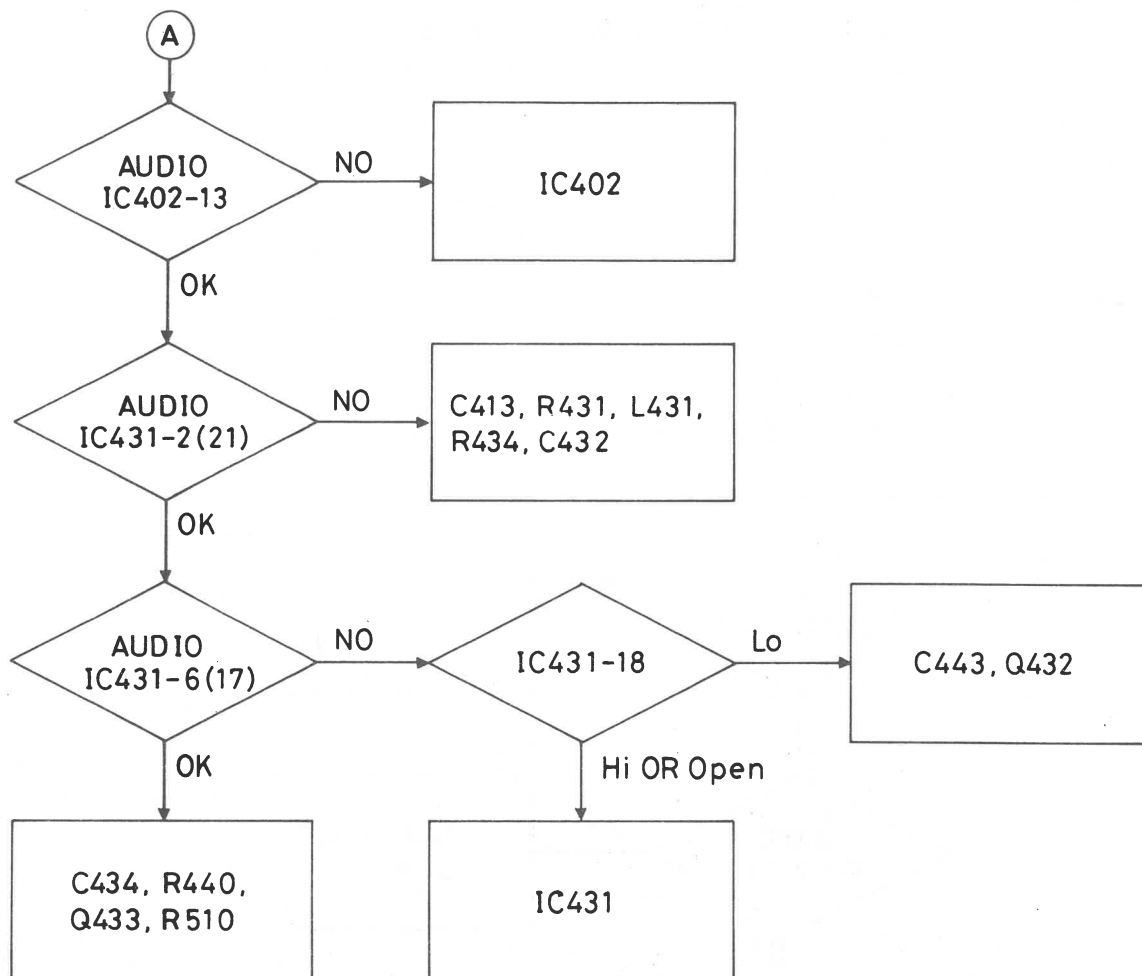 A
AUDIO
IC402-13
NO
IC402
OK
AUDIO
IC431-2(21)
NO
C413, R431, L431,
R434, C432
OK
AUDIO
IC431-6(17)
NO
IC431-18
Lo
C443, Q432
OK
Hi OR Open
C434, R440,
Q433, R510
IC431